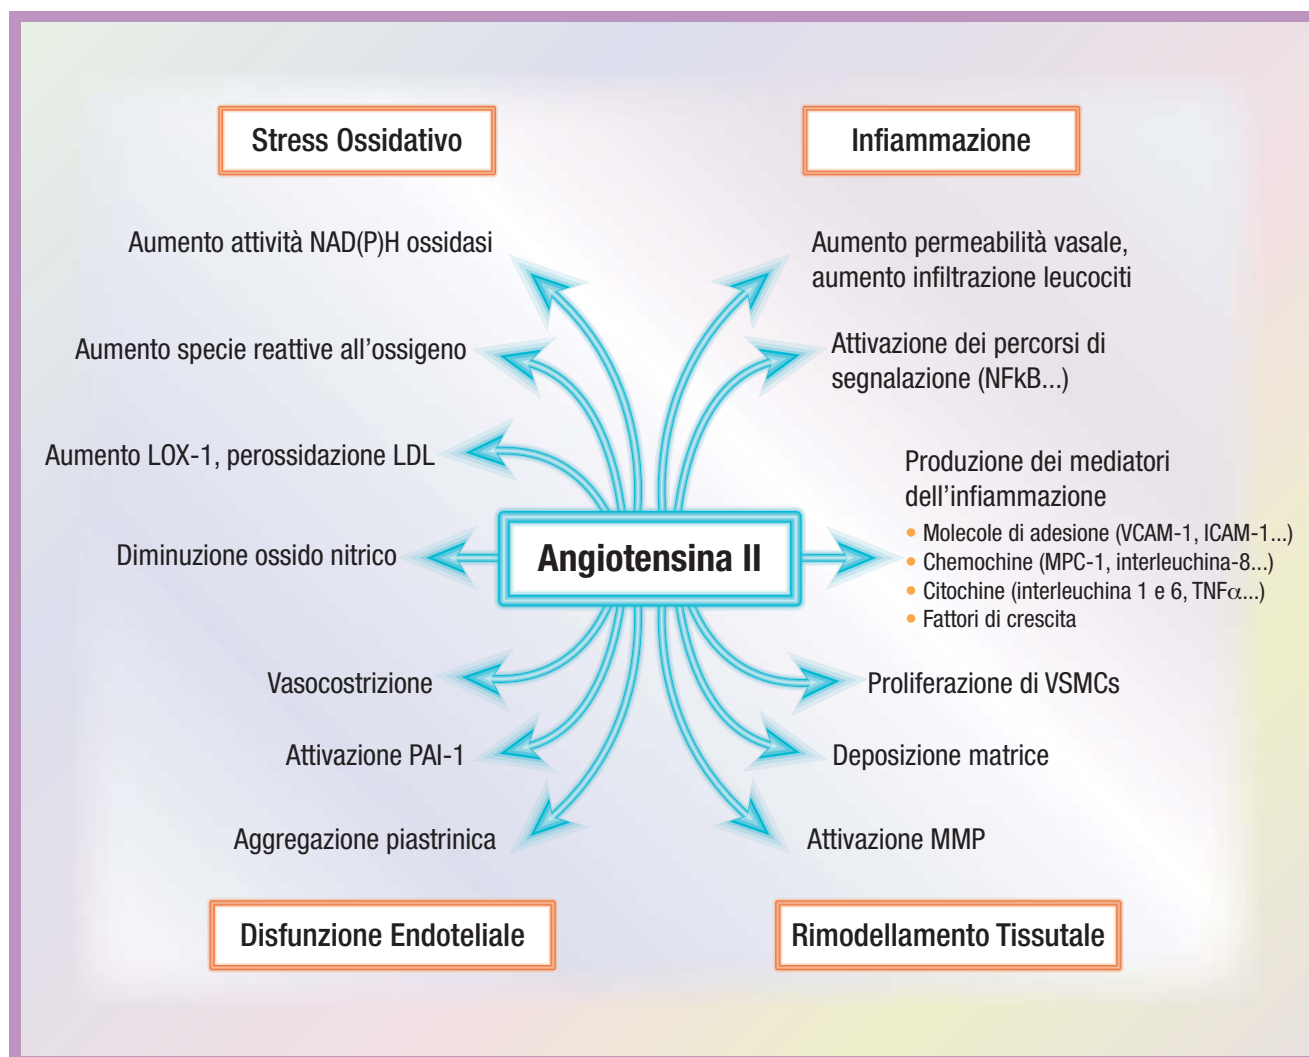 Stress Ossidativo
Infiammazione
Aumento attività NAD(P)H ossidasi
Aumento specie reattive all'ossigeno
Aumento LOX-1, perossidazione LDL
Diminuzione ossido nitrico
Aumento permeabilità vasale,
aumento infiltrazione leucociti
Attivazione dei percorsi di
segnalazione (NFkB...)
Produzione dei mediatori
dell'infiammazione
• Molecole di adesione (VCAM-1, ICAM-1...)
• Chemochine (MPC-1, interleuchina-8...)
• Citochine (interleuchina 1 e 6, TNFα...)
• Fattori di crescita
Angiotensina II
Vasocostrizione
Attivazione PAI-1
Aggregazione piastrinica
Proliferazione di VSMCs
Deposizione matrice
Attivazione MMP
Disfunzione Endoteliale
Rimodellamento Tissutale